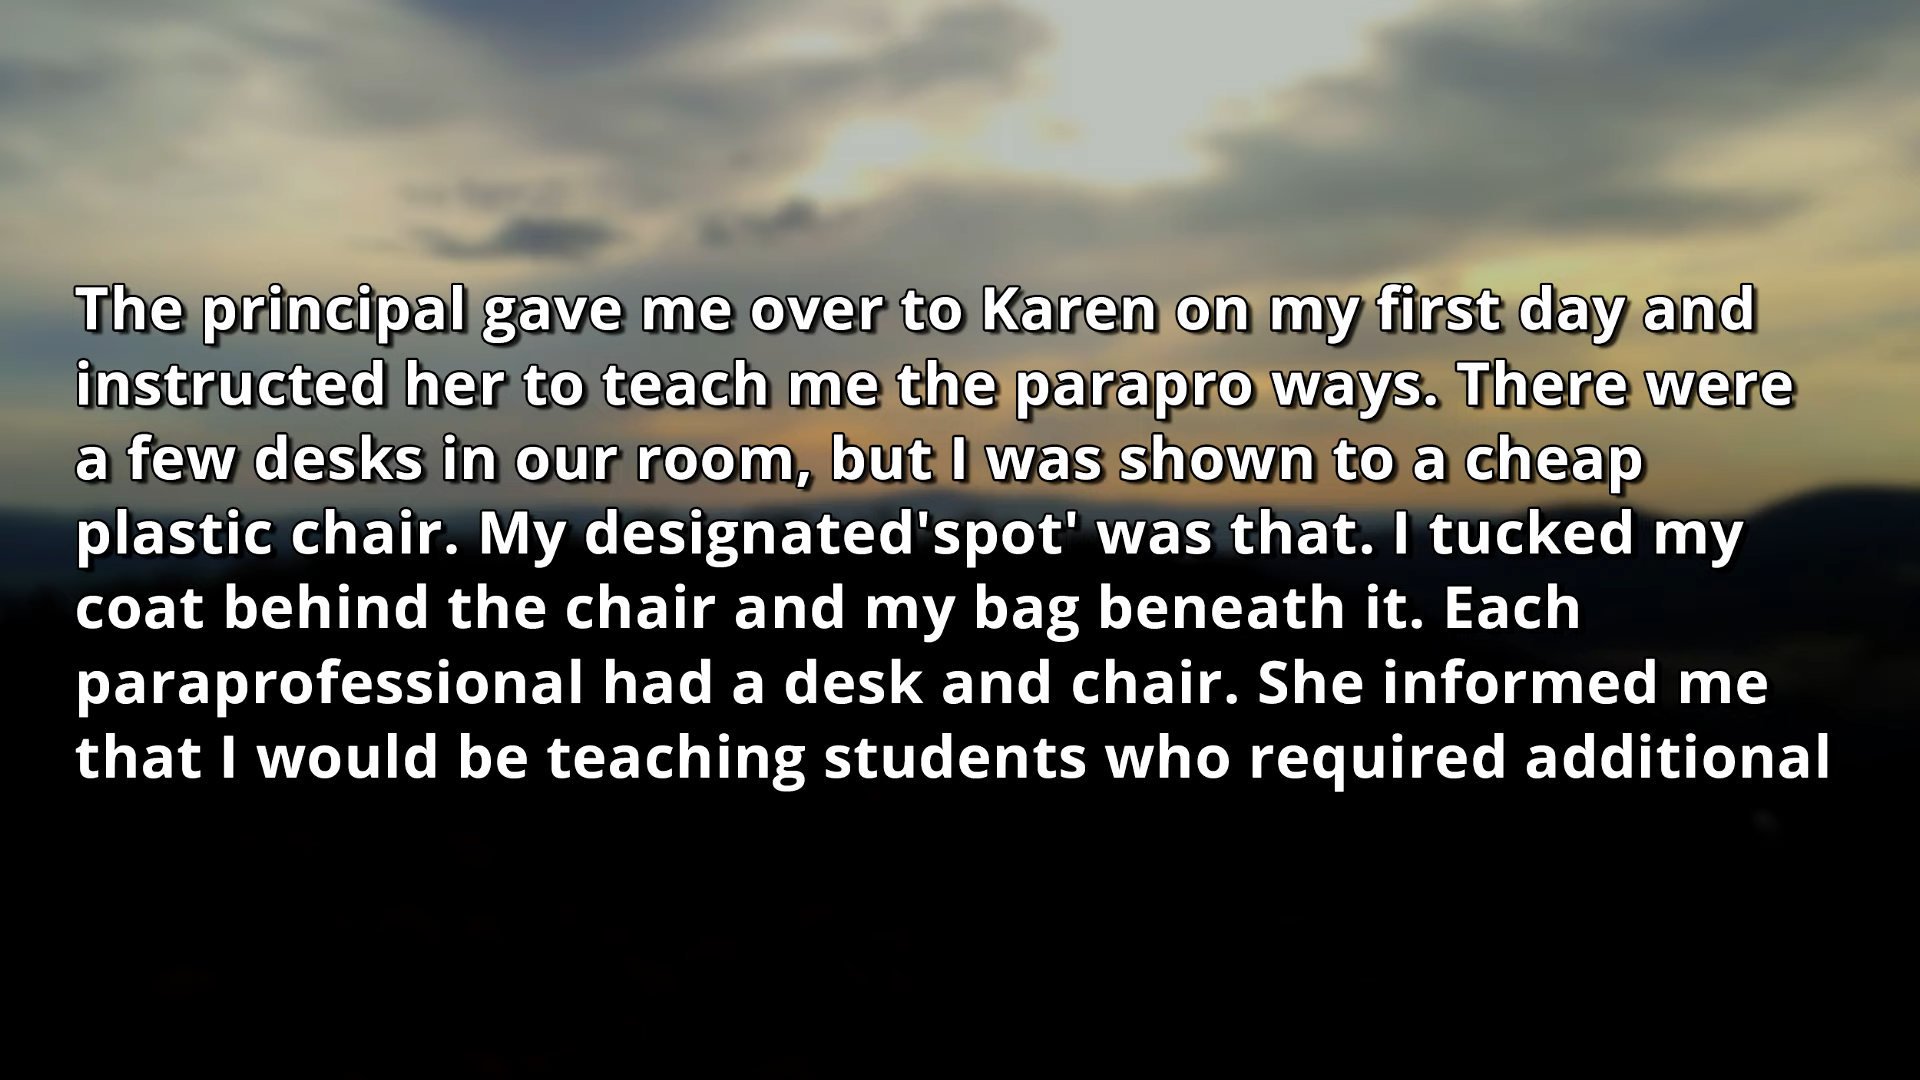 The principal gave me over to Karen on my first day and
instructed her to teach me the parapro ways. There were
a few desks in our room, but I was shown to a cheap
plastic chair. My designated'spot' was that. I tucked my
coat behind the chair and my bag beneath it. Each
paraprofessional had a desk and chair. She informed me
that I would be teaching students who required additional